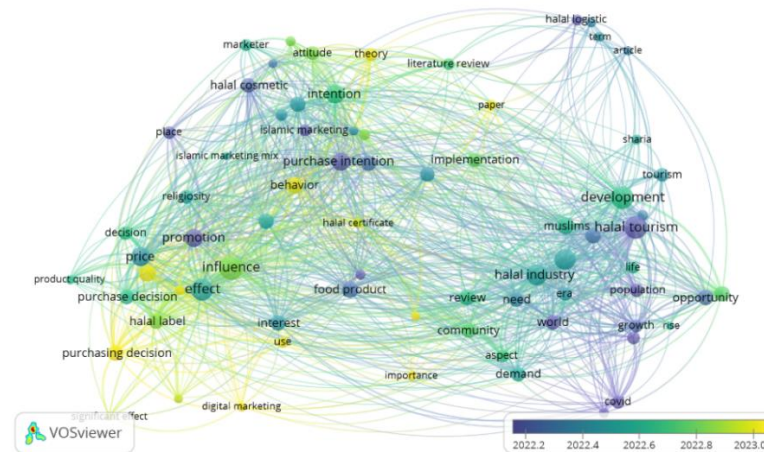 halal logistic
term
article
marketer
attitude
theory
literature review
halal cosmetic
intention
paper
place
islamic marketing
sharia
islamic marketing mix
purchase intention
implementation
tourism
behavior
religiosity
development
halal certificate
decision
promotion
muslims
halal tourism
price
influence
life
product quality
effect
food product
halal industry
era
population
purchase decision
review
need
opportunity
halal label
interest
community
world
growth
rise
use
purchasing decision
aspect
importance
demand
digital marketing
covid
significant effect
VOSviewer
2022.2 2022.4 2022.6 2022.8 2023.0